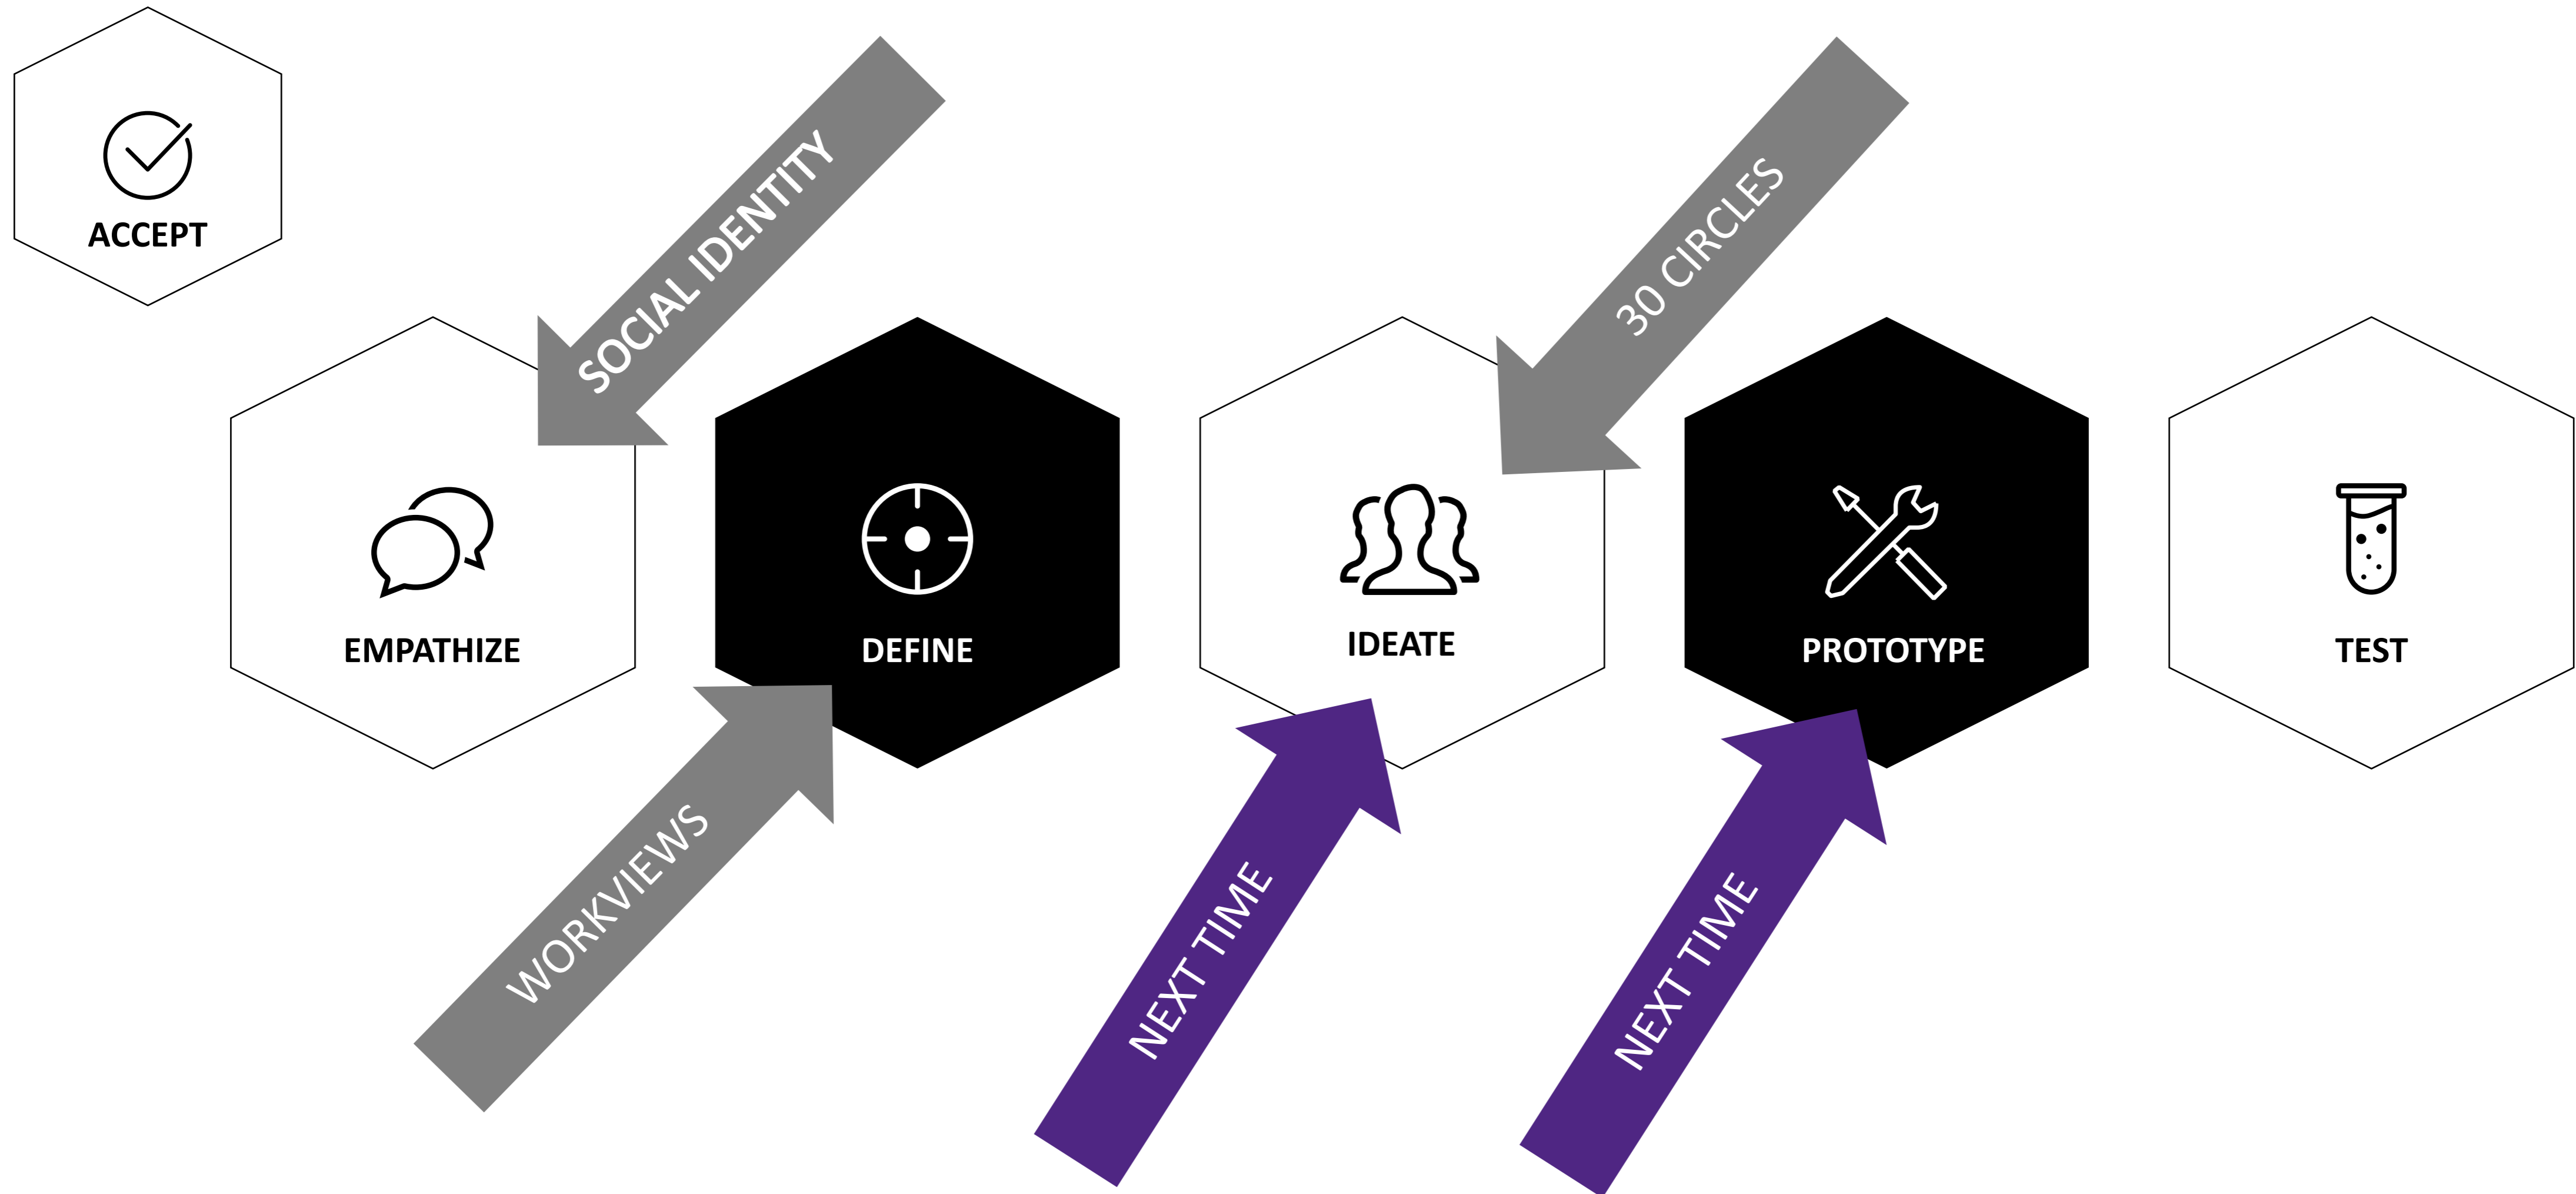 ACCEPT
SOCIAL IDENTITY
30 CIRCLES
EMPATHIZE
DEFINE
IDEATE
PROTOTYPE
TEST
WORKVIEWS
NEXT TIME
NEXT TIME